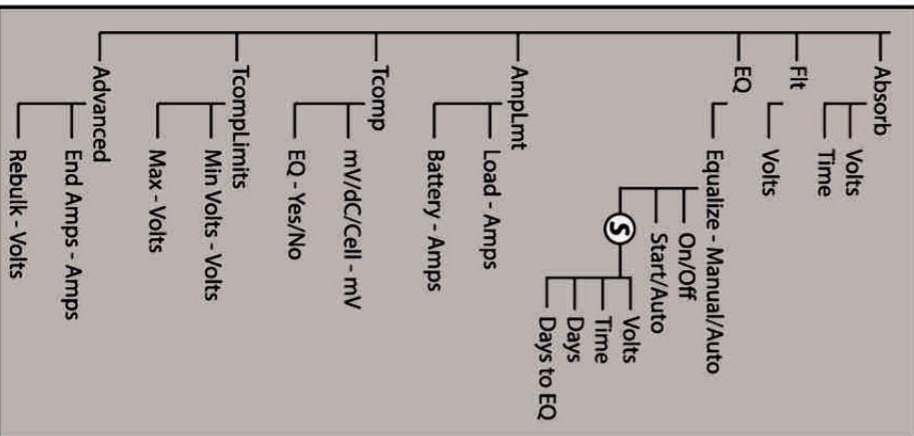 Absorb
Volts
Time
Flt
Volts
EQ
Equalize - Manual/Auto
On/Off
Start/Auto
S
Volts
Time
Days
Days to EQ
AmpLmt
Load - Amps
Battery - Amps
Tcomp
mV/dC/Cell - mV
EQ - Yes/No
TcompLimits
Min Volts - Volts
Max - Volts
Advanced
End Amps - Amps
Rebulk - Volts